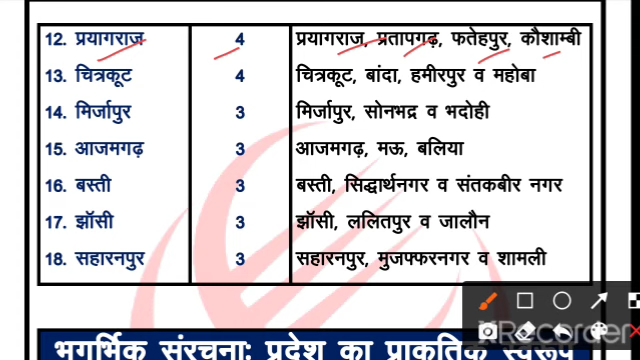 12. प्रयागराज 4 प्रयागराज, प्रतापगढ़, फतेहपुर, कौशाम्बी
13. चित्रकूट 4 चित्रकूट, बांदा, हमीरपुर व महोबा
14. मिर्जापुर 3 मिर्जापुर, सोनभद्र व भदोही
15. आजमगढ़ 3 आजमगढ़, मऊ, बलिया
16. बस्ती 3 बस्ती, सिद्धार्थनगर व संतकबीर नगर
17. झॉसी 3 झॉसी, ललितपुर व जालौन
18. सहारनपुर 3 सहारनपुर, मुजफ्फरनगर व शामली
Recorder
भूगर्भिक संरचनाः प्रदेश का प्राकृतिक स्वरूप